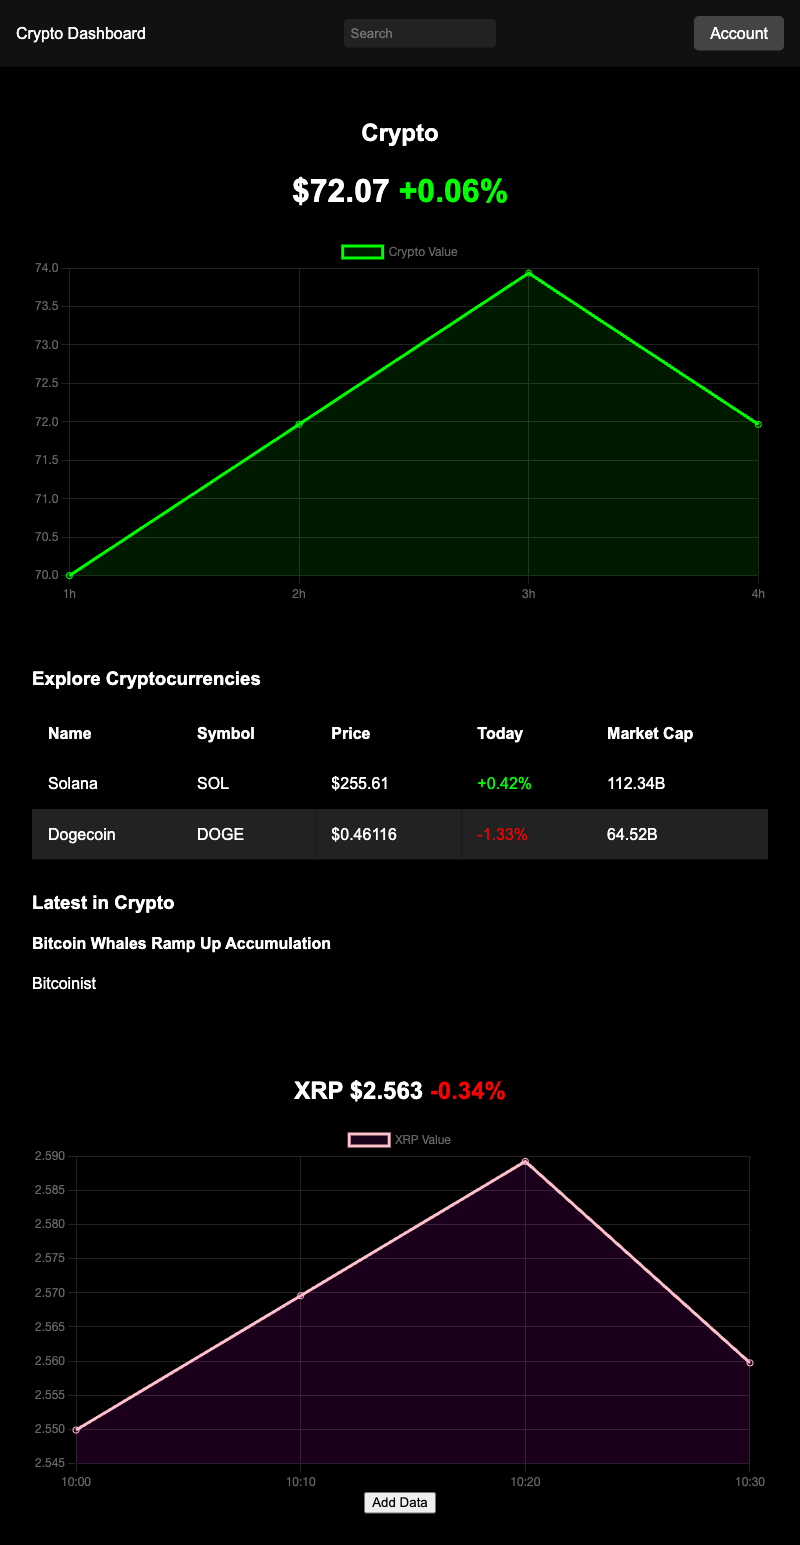 Crypto Dashboard Search Account
Crypto
$72.07 +0.06%
Crypto Value
74.0
73.5
73.0
72.5
72.0
71.5
71.0
70.5
70.0
1h 2h 3h 4h
Explore Cryptocurrencies
Name Symbol Price Today Market Cap
Solana SOL $255.61 +0.42% 112.34B
Dogecoin DOGE $0.46116 -1.33% 64.52B
Latest in Crypto
Bitcoin Whales Ramp Up Accumulation
Bitcoinist
XRP $2.563 -0.34%
XRP Value
2.590
2.585
2.580
2.575
2.570
2.565
2.560
2.555
2.550
2.545
10:00 10:10 10:20 10:30
Add Data